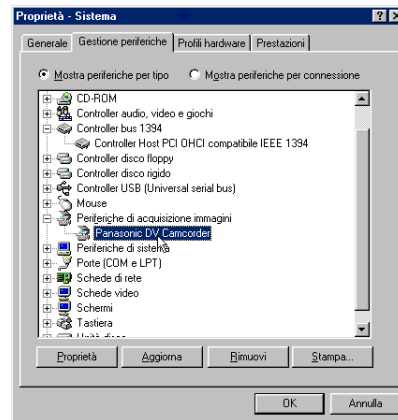 Proprietà - Sistema
Generale Gestione periferiche Profili hardware Prestazioni
Mostra periferiche per tipo Mostra periferiche per connessione
CD-ROM
Controller audio, video e giochi
Controller bus 1394
Controller Host PCI OHCI compatibile IEEE 1394
Controller disco floppy
Controller disco rigido
Controller USB (Universal serial bus)
Mouse
Periferiche di acquisizione immagini
Panasonic DV Camcorder
Periferiche di sistema
Porte (COM e LPT)
Schede di rete
Schede video
Schermi
Tastiera
Unità disco
Proprietà Aggiorna Rimuovi Stampa...
OK Annulla